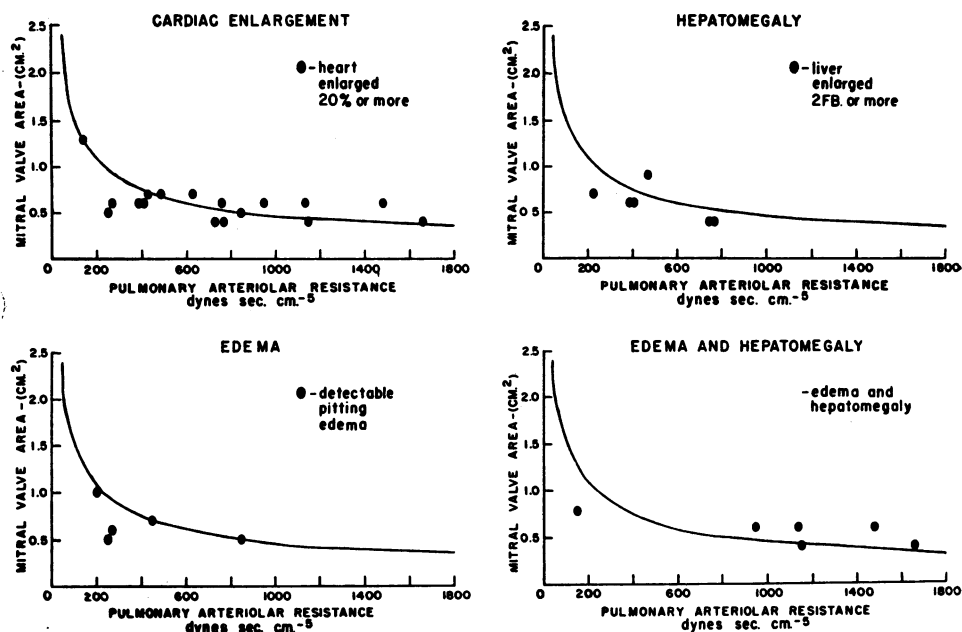 CARDIAC ENLARGEMENT
MITRAL VALVE AREA-(CM.²)
2.5
2.0
1.5
1.0
0.5
-heart
enlarged
20% or more
0 200 600 1000 1400 1800
PULMONARY ARTERIOLAR RESISTANCE
dynes sec. cm.-5
HEPATOMEGALY
MITRAL VALVE AREA-(CM.²)
2.5
2.0
1.5
1.0
0 5
-liver
enlarged
2FB. or more
0 200 600 1000 1400 1800
PULMONARY ARTERIOLAR RESISTANCE
dynes sec. cm.-5
EDEMA
MITRAL VALVE AREA-(CM.²)
2.5
2.0
1.5
1.0
0.5
-detectable
pitting
edema
0 200 600 1000 1400 1800
PULMONARY ARTERIOLAR RESISTANCE
dynes sec. cm.-5
EDEMA AND HEPATOMEGALY
MITRAL VALVE AREA-(CM.²)
2.5
2.0
1.5
1.0
0.5
-edema and
hepatomegaly
0 200 600 1000 1400 1800
PULMONARY ARTERIOLAR RESISTANCE
dynes sec. cm.-5